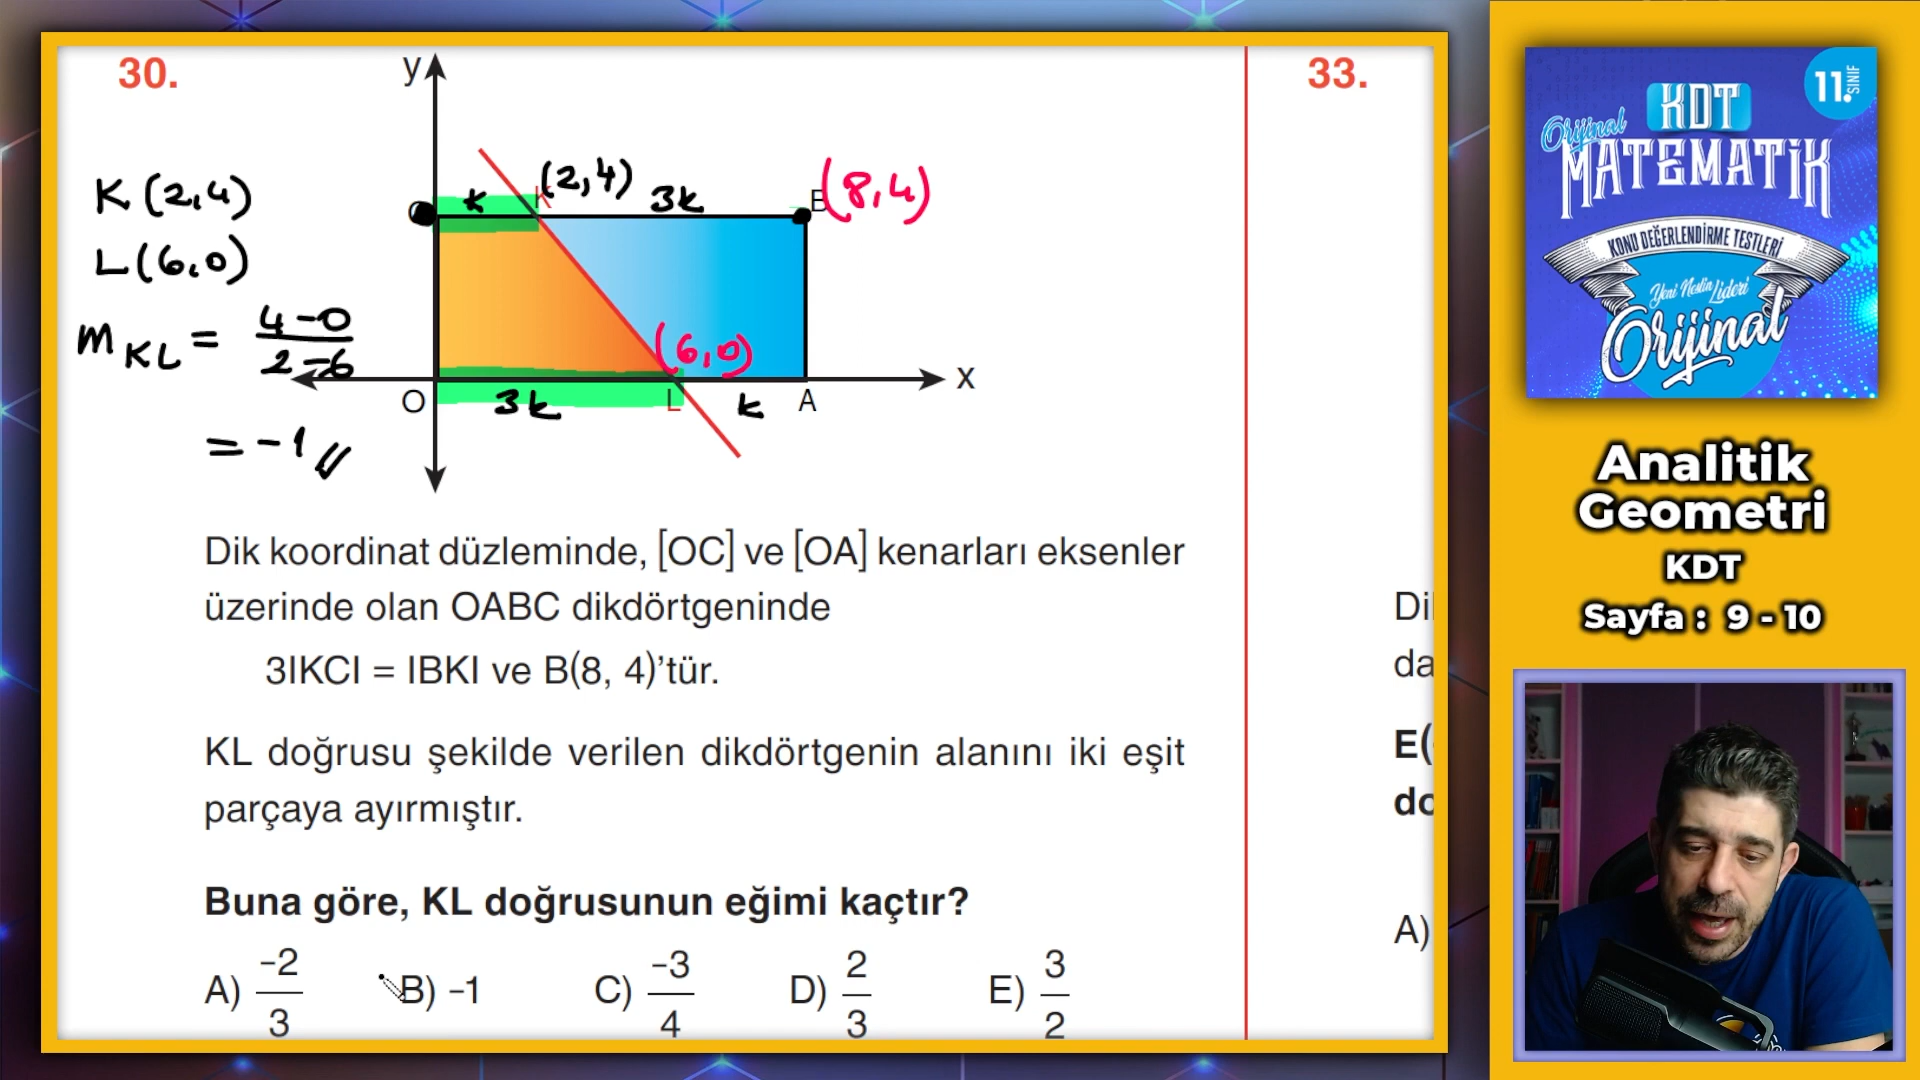 30.
y
K (2,4)
L (6,0)
m KL = 4-0
2-6
= -1 //
k
K
(2,4)
3k
B
(8,4)
(6,0)
x
O
3k
L
k
A
Dik koordinat düzleminde, [OC] ve [OA] kenarları eksenler
üzerinde olan OABC dikdörtgeninde
3IKCI = IBKI ve B(8, 4)’tür.
KL doğrusu şekilde verilen dikdörtgenin alanını iki eşit
parçaya ayırmıştır.
Buna göre, KL doğrusunun eğimi kaçtır?
A) -2/3 B) -1 C) -3/4 D) 2/3 E) 3/2
33.
E(
A)
11. SINIF
KDT
Orijinal
MATEMATİK
KONU DEĞERLENDİRME TESTLERİ
Yeni Neslin Lideri
Orijinal
Analitik
Geometri
KDT
Sayfa : 9 - 10